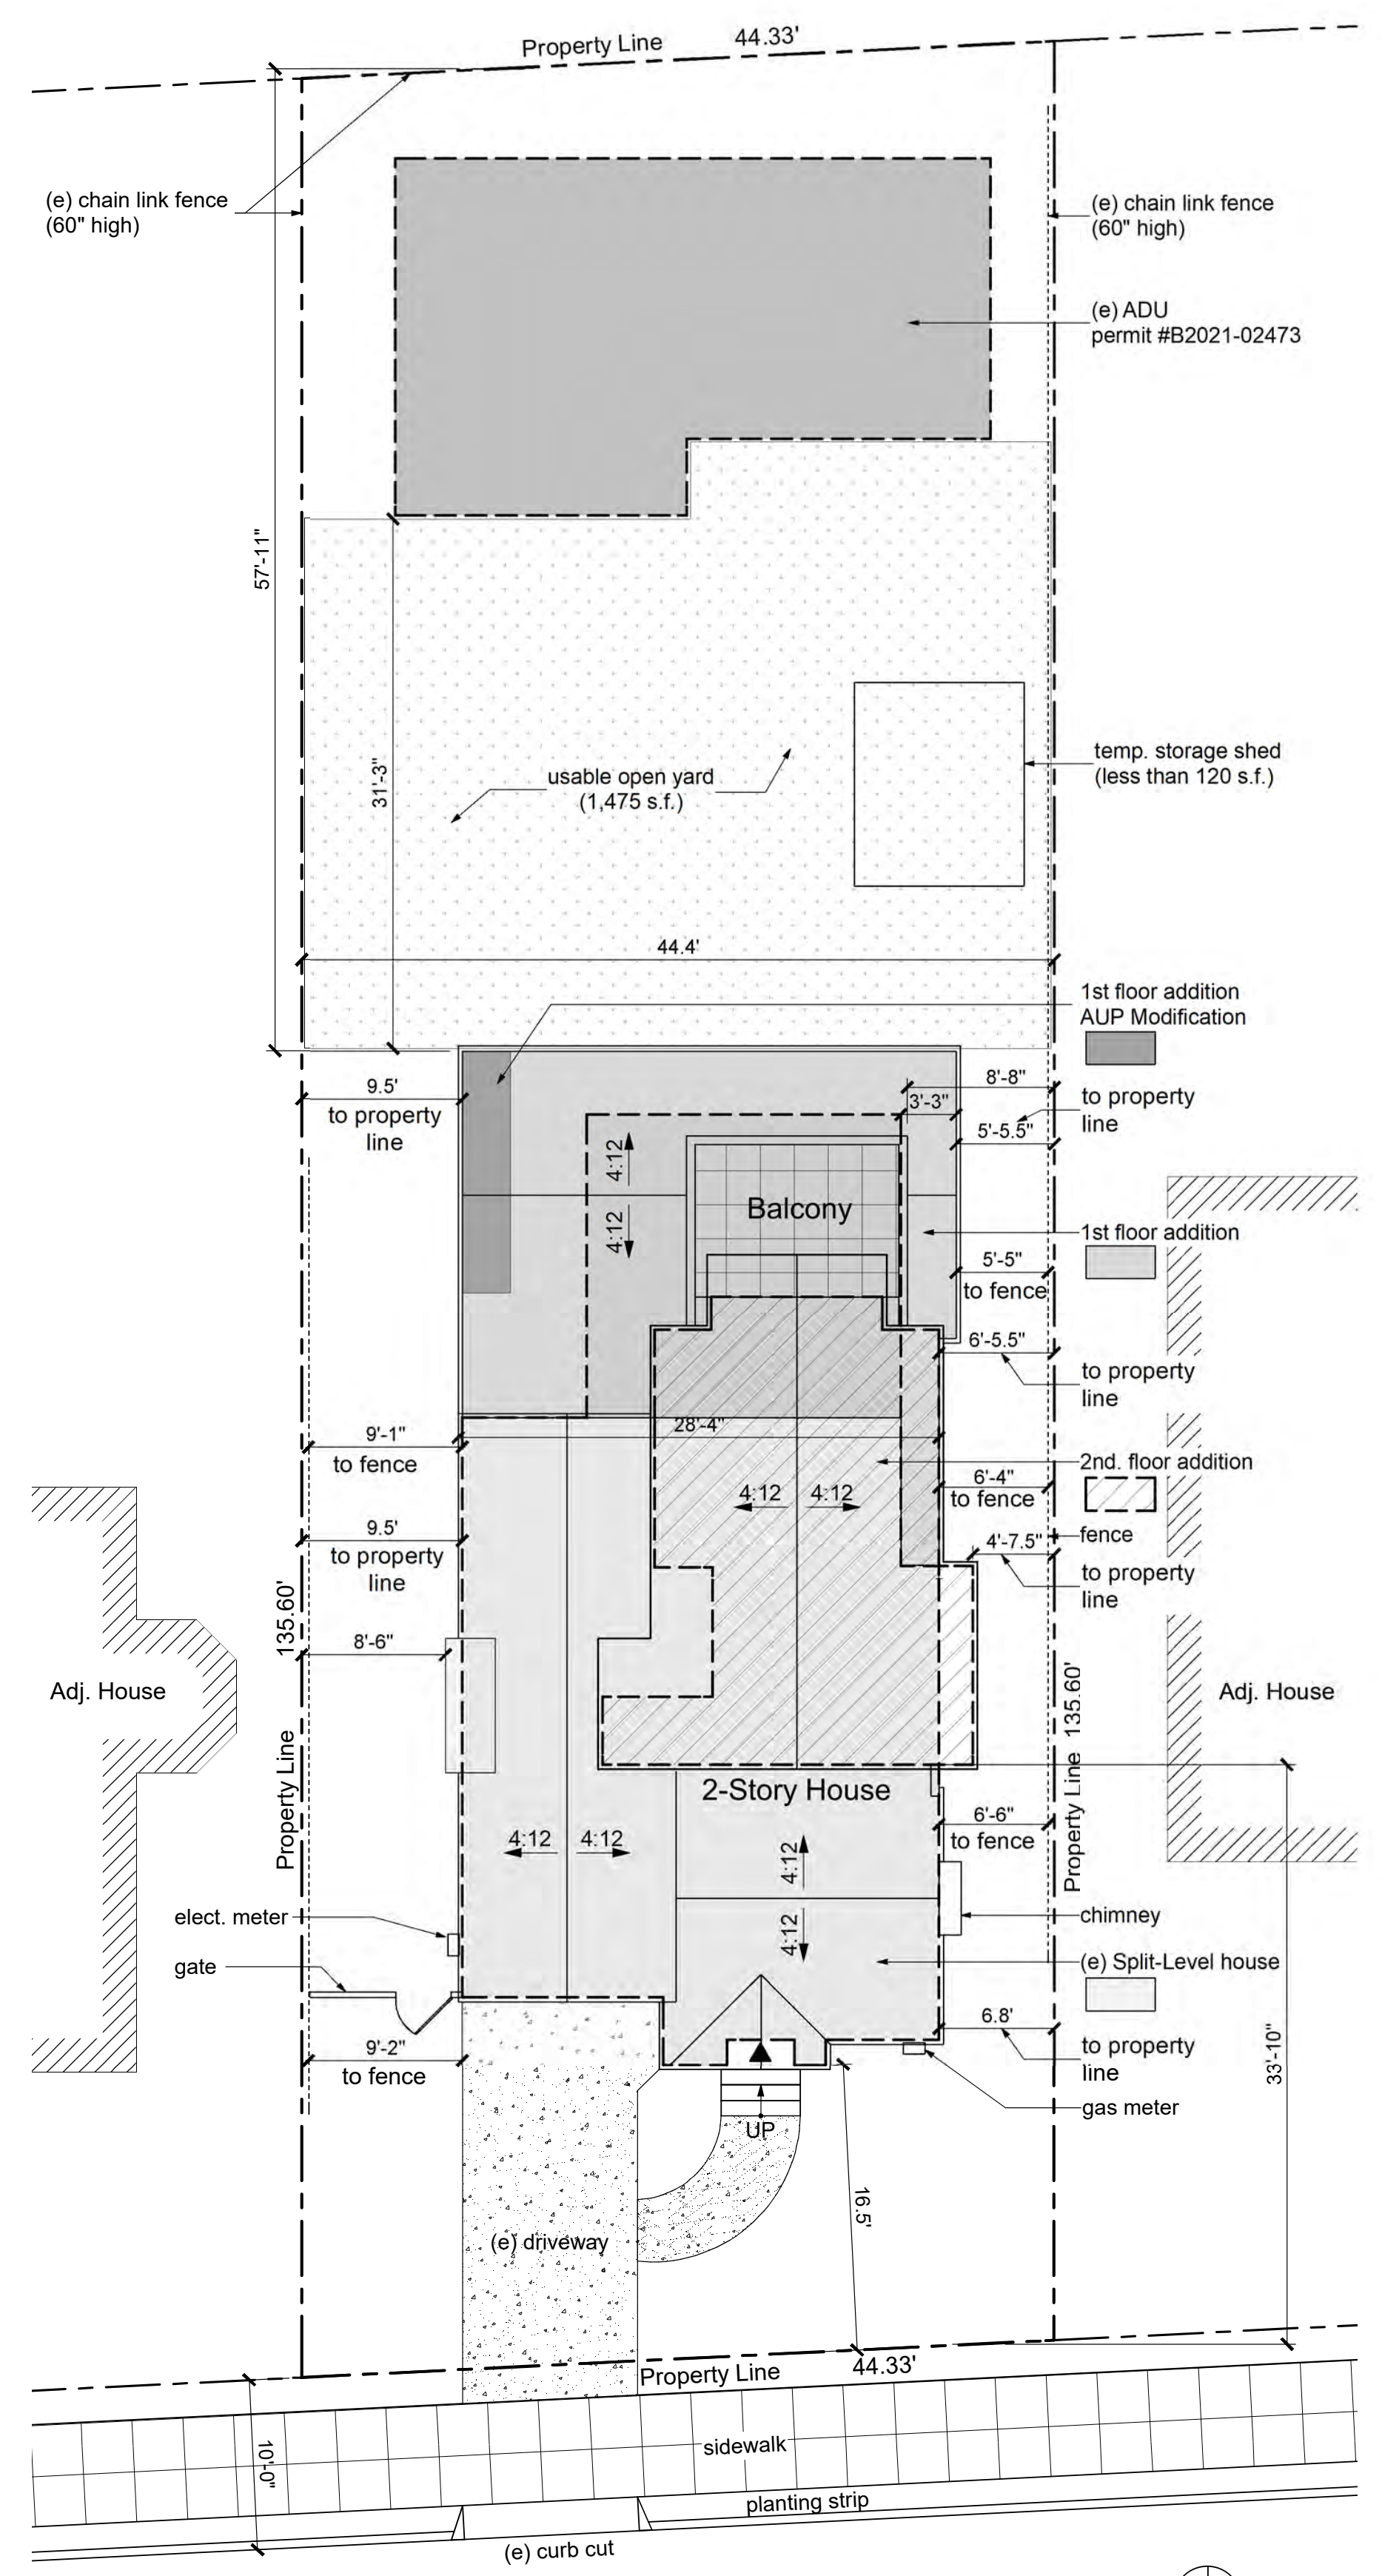 Property Line 44.33'
(e) chain link fence
(60" high)
(e) chain link fence
(60" high)
(e) ADU
permit #B2021-02473
57'-11"
31'-3"
usable open yard
(1,475 s.f.)
temp. storage shed
(less than 120 s.f.)
44.4'
1st floor addition
AUP Modification
9.5'
to property
line
8'-8"
3'-3"
to property
line
5'-5.5"
4:12
4:12
Balcony
1st floor addition
5'-5"
to fence
6'-5.5"
to property
line
28'-4"
9'-1"
to fence
2nd. floor addition
6'-4"
to fence
4:12
4:12
9.5'
to property
line
fence
4'-7.5"
to property
line
135.60'
8'-6"
Adj. House
135.60'
Adj. House
Property Line
Property Line
2-Story House
6'-6"
to fence
4:12
4:12
4:12
4:12
elect. meter
chimney
gate
(e) Split-Level house
6.8'
to property
line
33'-10"
9'-2"
to fence
gas meter
UP
16.5'
(e) driveway
Property Line 44.33'
10'-0"
sidewalk
planting strip
(e) curb cut